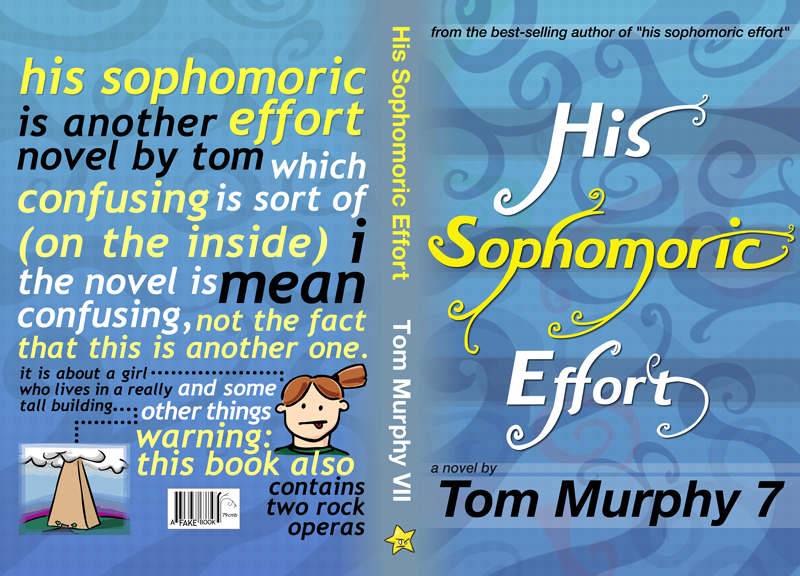 his sophomoric
is another effort
novel by tom which
confusing is sort of
(on the inside) i
the novel is mean
confusing, not the fact
that this is another one.
it is about a girl
who lives in a really and some
tall building... other things
warning:
this book also
contains
two rock
operas
A FAKE BOOK
79cmb
His Sophomoric Effort
Tom Murphy VII
from the best-selling author of "his sophomoric effort"
His
Sophomoric
Effort
a novel by
Tom Murphy 7